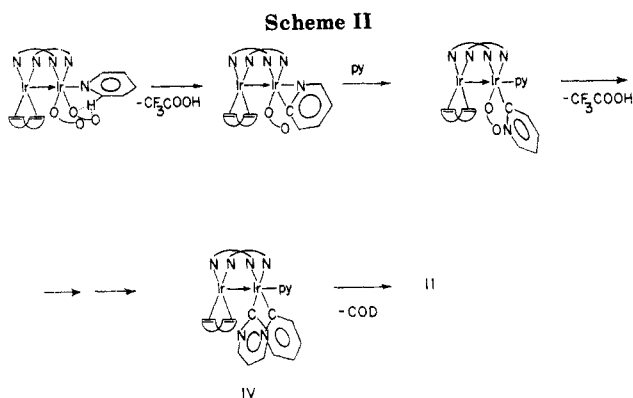 Scheme II
N N N N
Ir Ir N
H
O O O O
-CF3COOH
N N N N
Ir Ir N
C
O O
py
N N N N
Ir Ir-py
O C
O N
-CF3COOH
N N N N
Ir Ir-py
C C
N N
-COD
II
IV